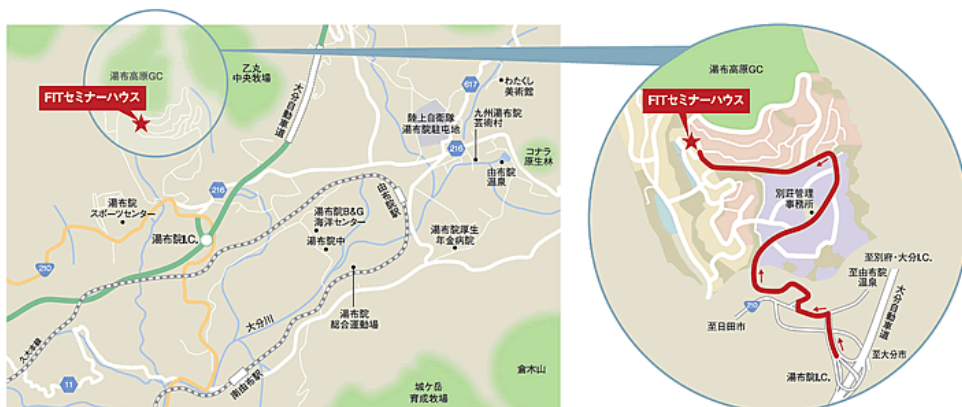 湯布高原GC
FITセミナーハウス
乙丸
中央牧場
大分自動車道
617
わたくし
美術館
陸上自衛隊
湯布院駐屯地
九州湯布院
芸術村
216
コナラ
原生林
由布院
温泉
216
湯布院
スポーツセンター
湯布院I.C.
由布院駅
湯布院B&G
海洋センター
湯布院中
湯布院厚生
年金病院
210
湯布院
総合運動場
大分川
久大本線
11
南由布駅
城ケ岳
育成牧場
倉木山
湯布高原GC
FITセミナーハウス
別荘管理
事務所
至別府・大分I.C.
至由布院
温泉
210
至日田市
大分自動車道
至大分市
湯布院I.C.